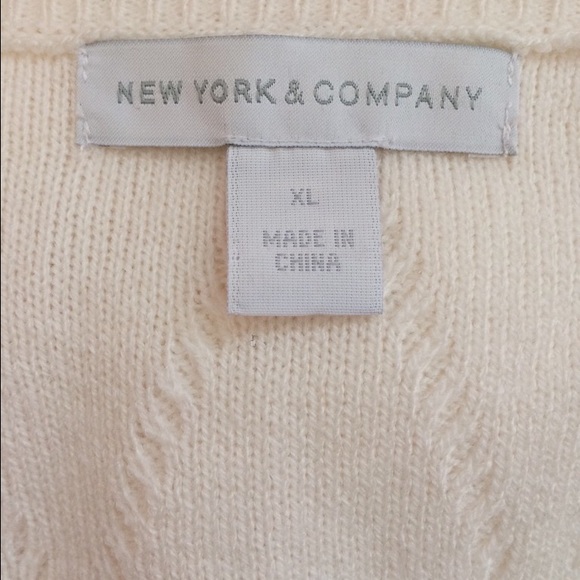 NEW YORK & COMPANY
XL
MADE IN
CHINA